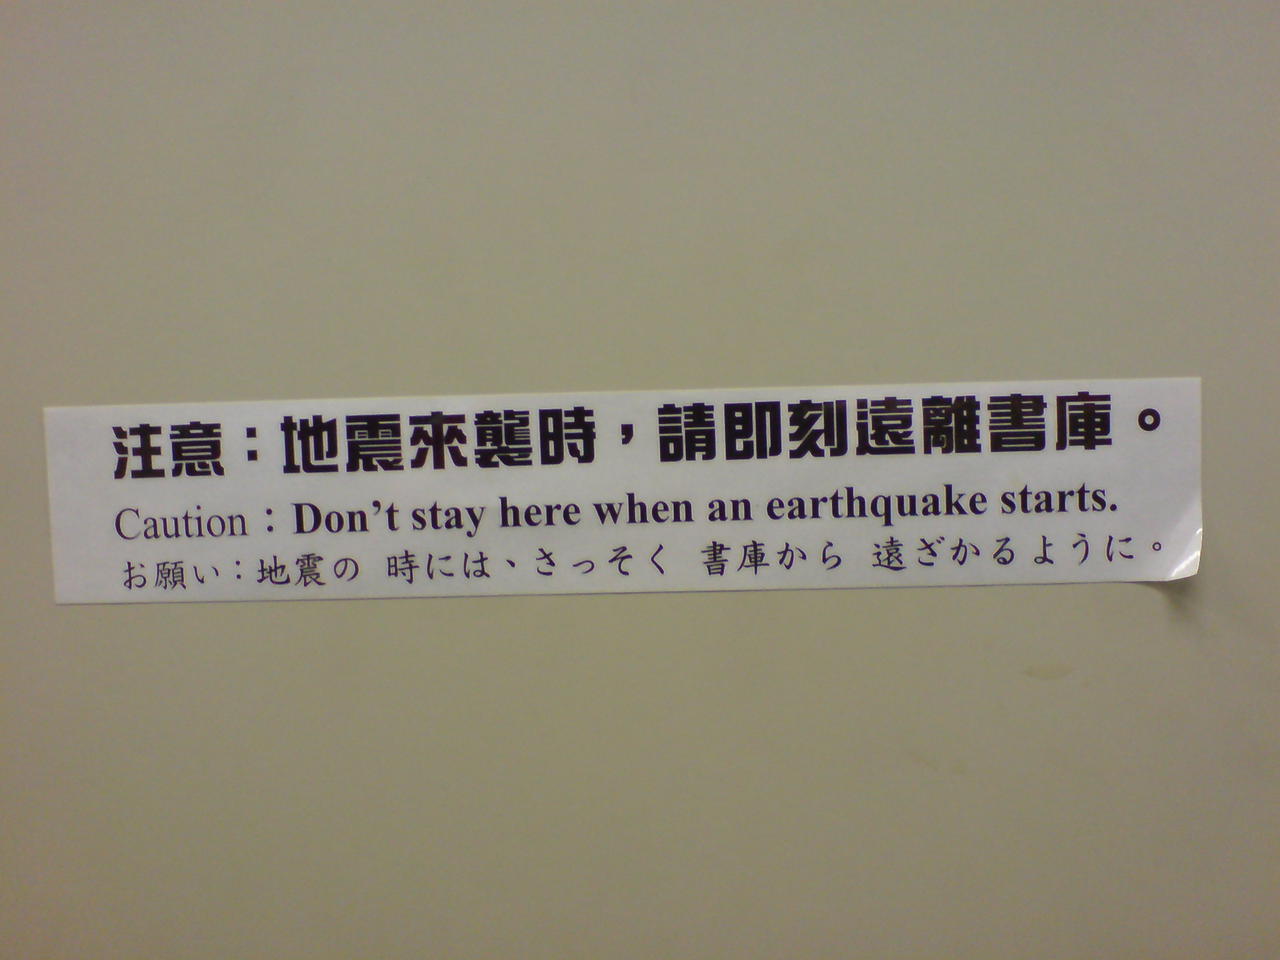 注意：地震來襲時，請即刻遠離書庫。
Caution：Don't stay here when an earthquake starts.
お願い：地震の 時には、さっそく 書庫から 遠ざかるように。